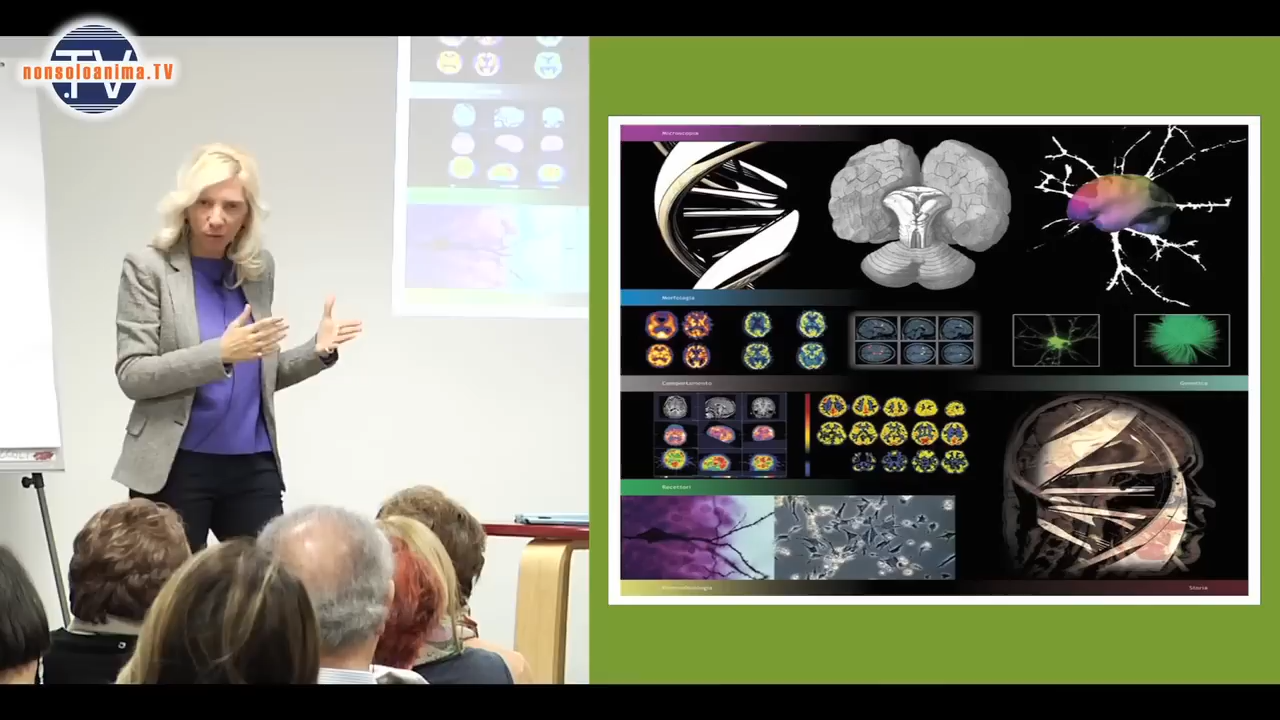 .TV
nonsoloanima.TV
Microscopia
Morfologia
Comportamento
Genetica
Recettori
Storia